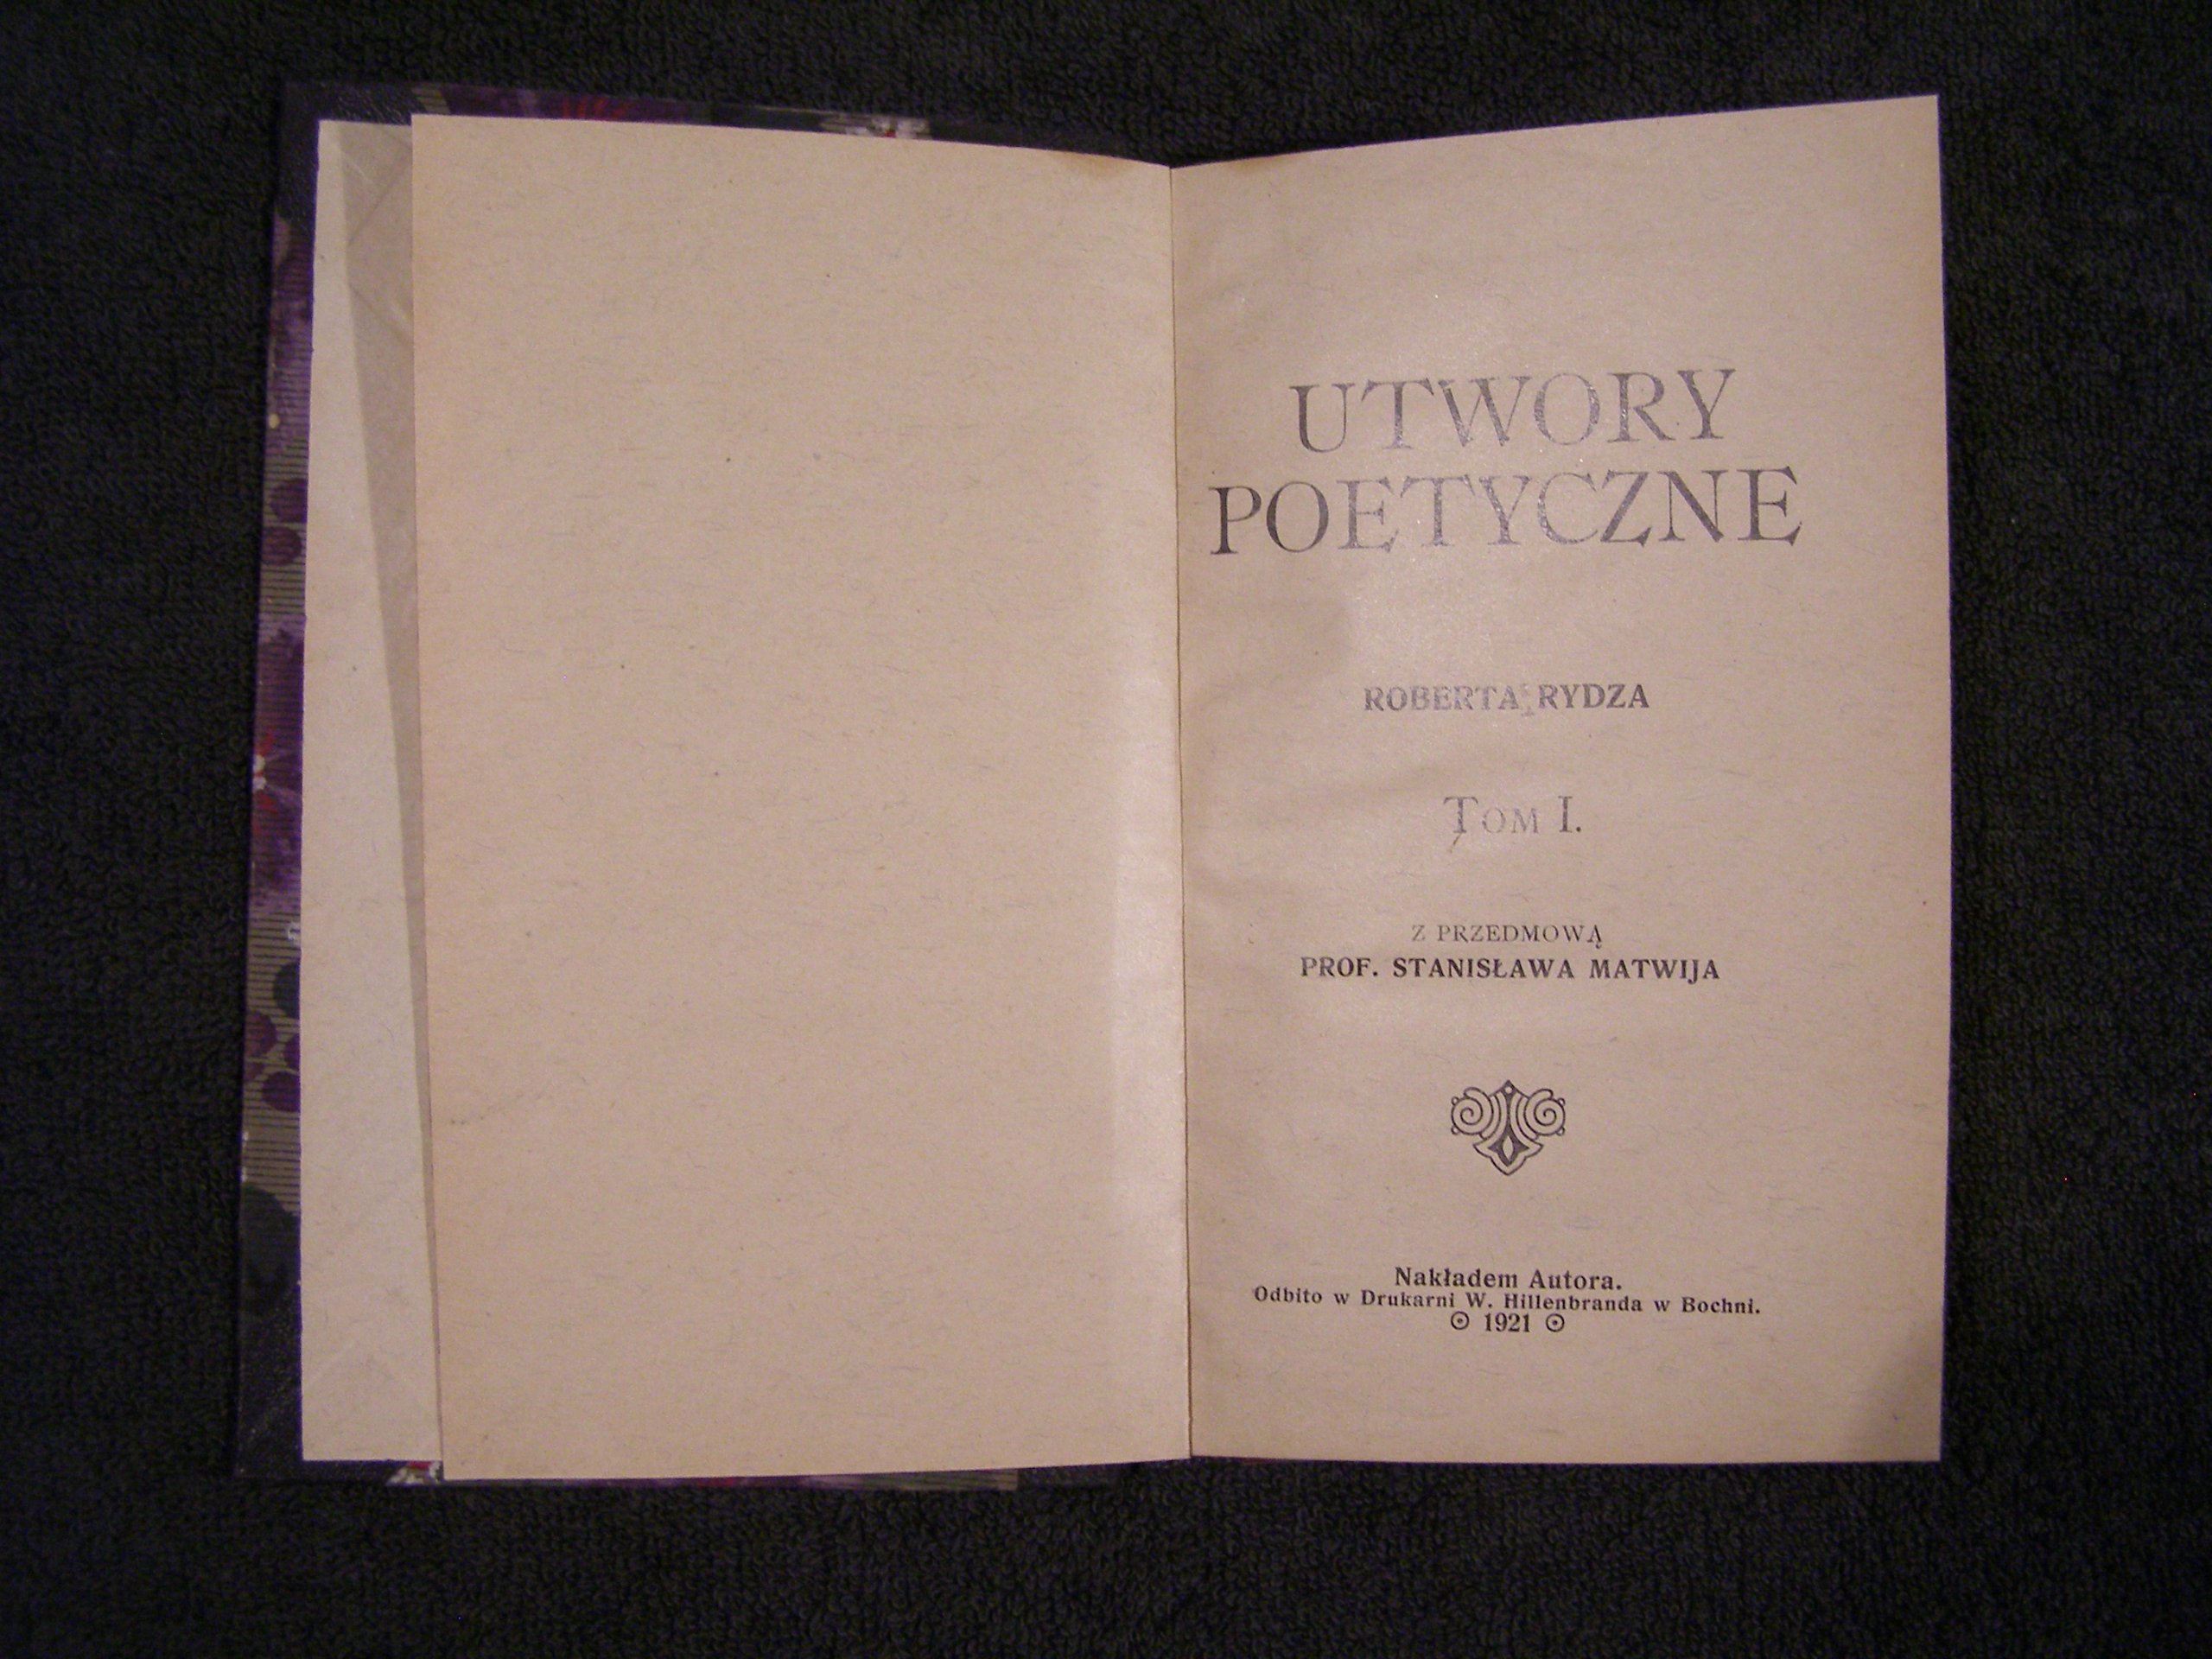 UTWORY
POETYCZNE
ROBERTA RYDZA
TOM I.
Z PRZEDMOWĄ
PROF. STANISŁAWA MATWIJA
Nakładem Autora.
Odbito w Drukarni W. Hillenbranda w Bochni.
⊙ 1921 ⊙